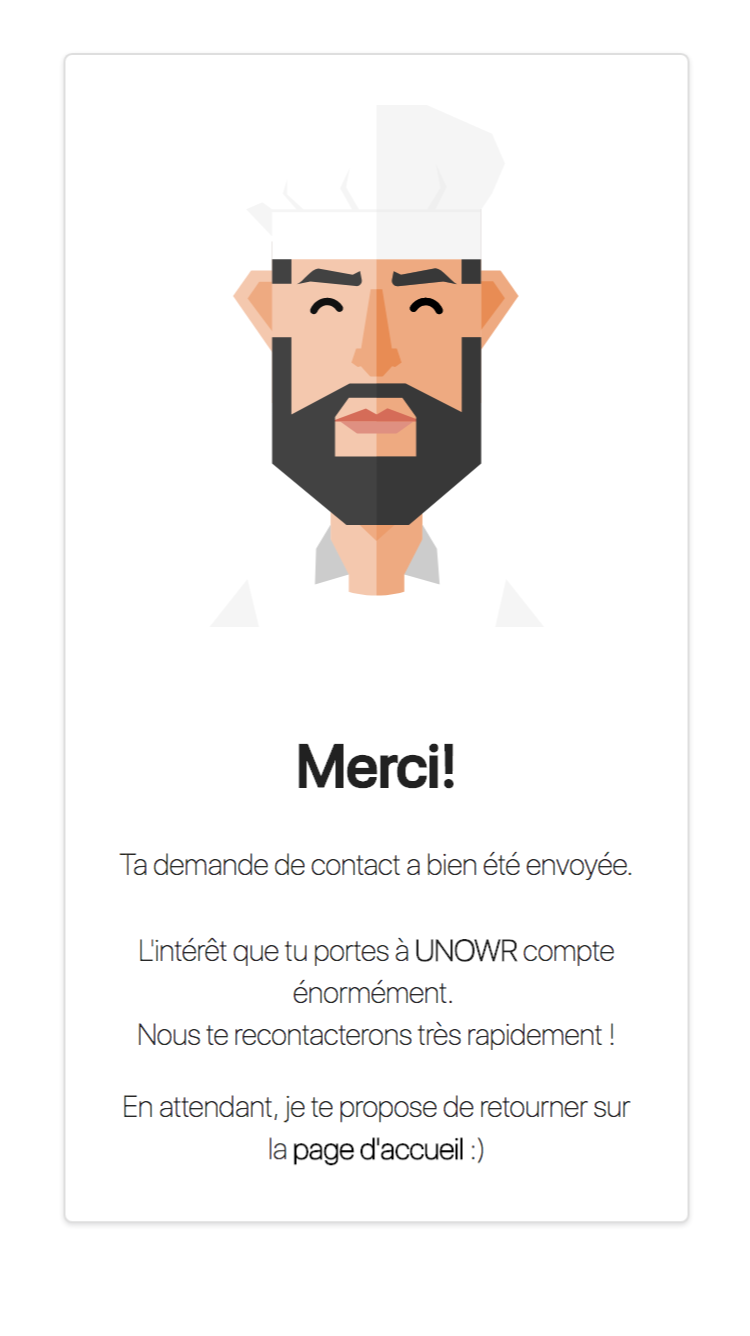 Merci!
Ta demande de contact a bien été envoyée.
L'intérêt que tu portes à UNOWR compte
énormément.
Nous te recontacterons très rapidement !
En attendant, je te propose de retourner sur
la page d'accueil :)